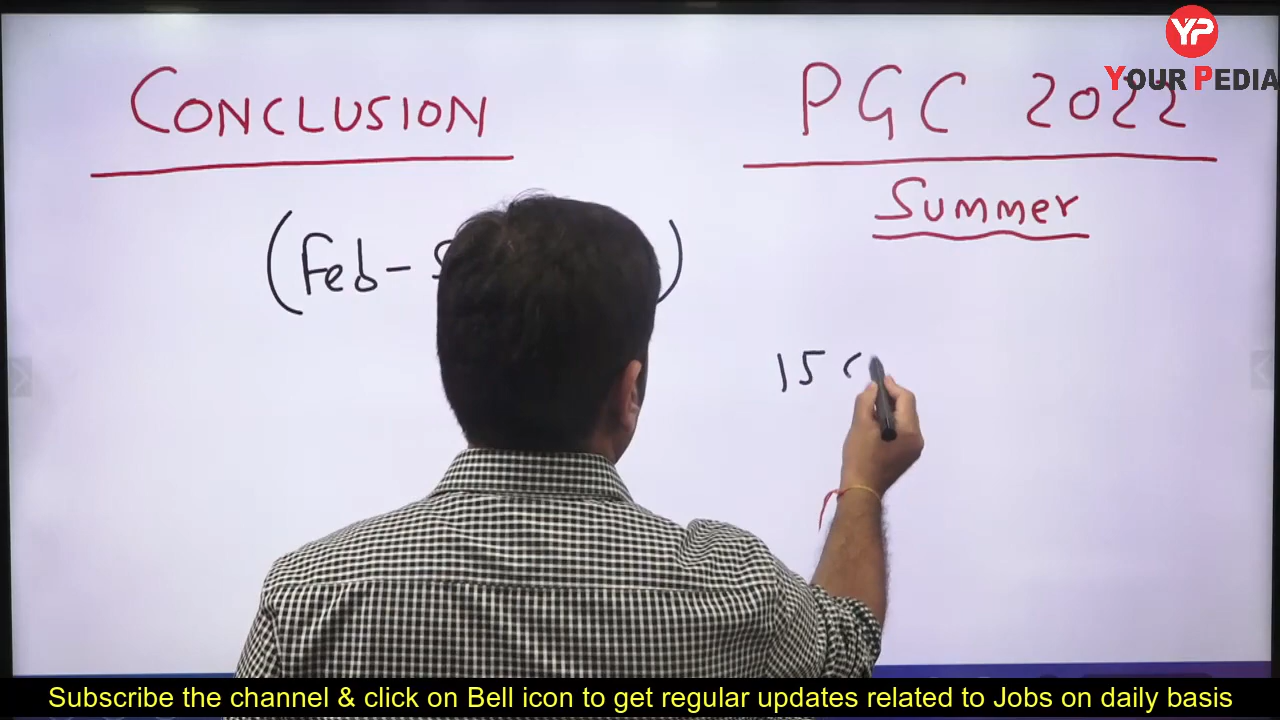 YP
YOUR PEDIA
CONCLUSION
PGC 2022
Summer
(Feb -
)
15
Subscribe the channel & click on Bell icon to get regular updates related to Jobs on daily basis